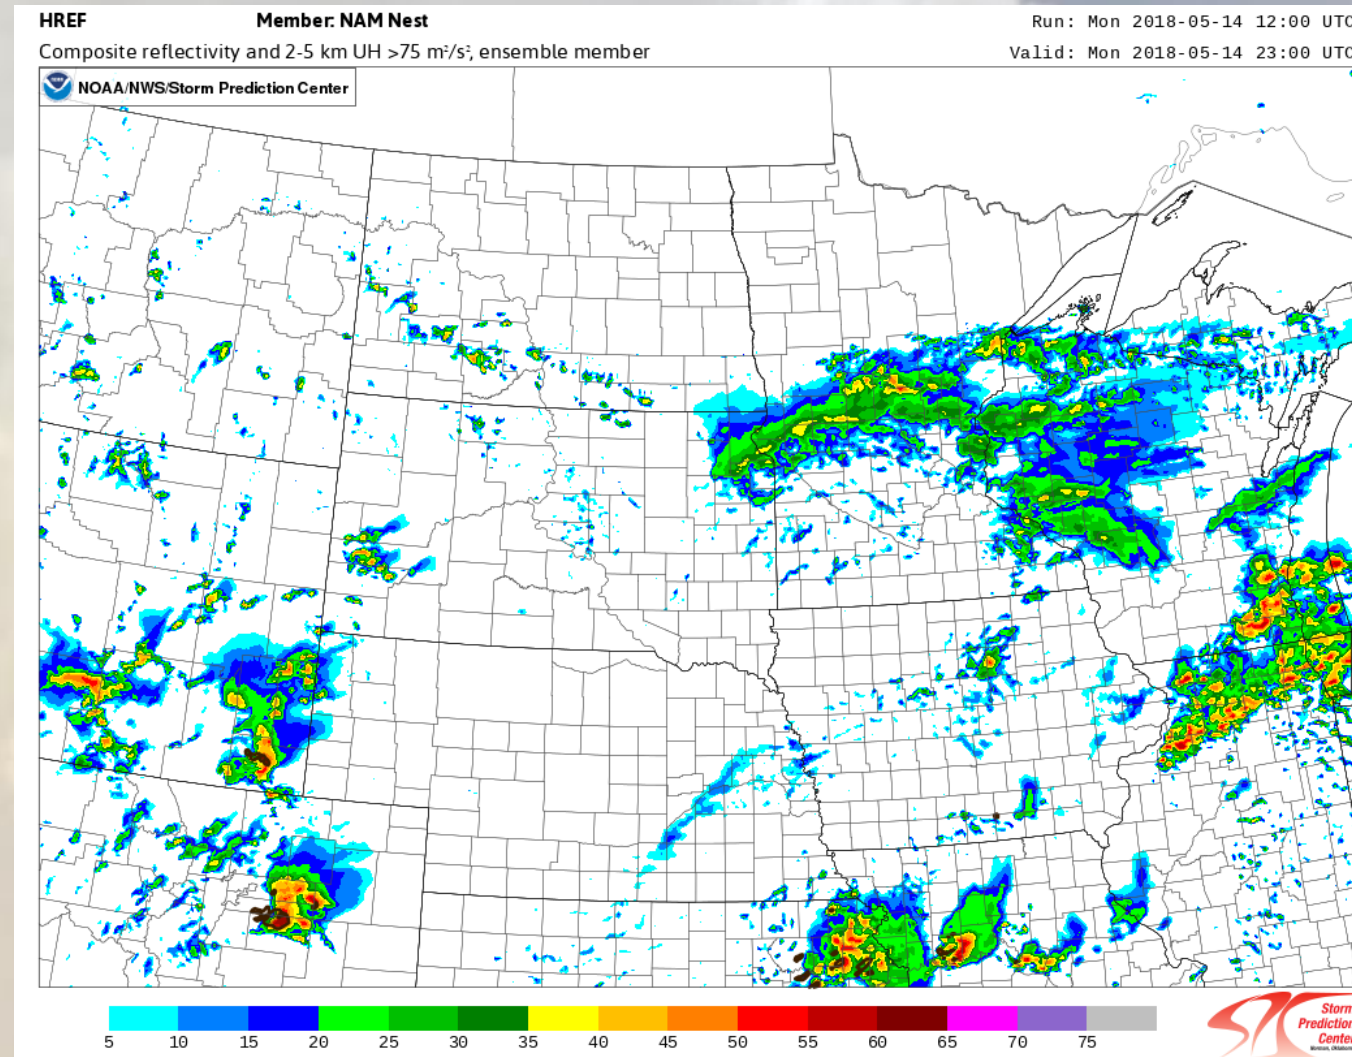 HREF Member: NAM Nest Run: Mon 2018-05-14 12:00 UTC
Composite reflectivity and 2-5 km UH >75 m²/s², ensemble member Valid: Mon 2018-05-14 23:00 UTC
NOAA/NWS/Storm Prediction Center
5 10 15 20 25 30 35 40 45 50 55 60 65 70 75
Storm
Prediction
Center
Norman, Oklahoma